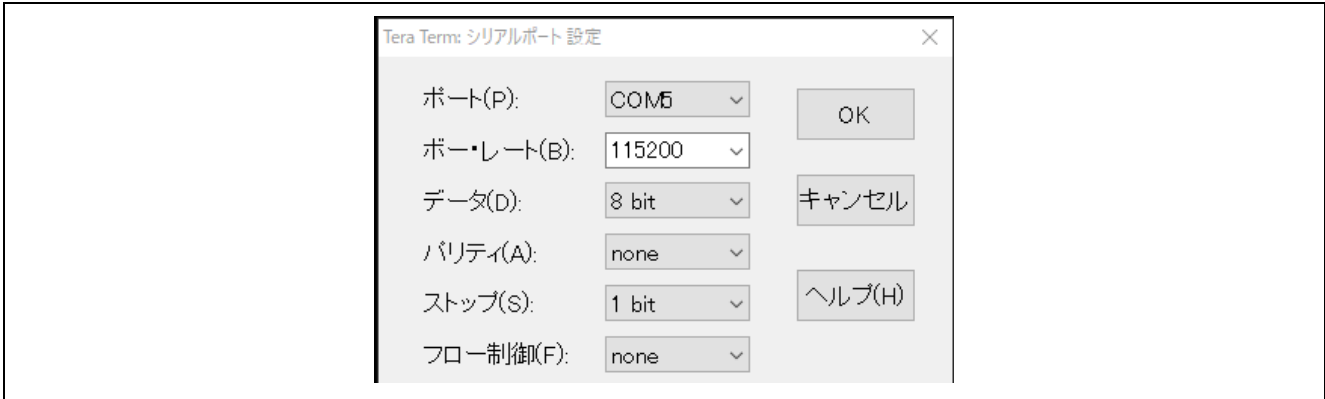 Tera Term: シリアルポート 設定
ポート(P): COM5
OK
ボー・レート(B): 115200
データ(D): 8 bit
キャンセル
パリティ(A): none
ストップ(S): 1 bit
ヘルプ(H)
フロー制御(F): none